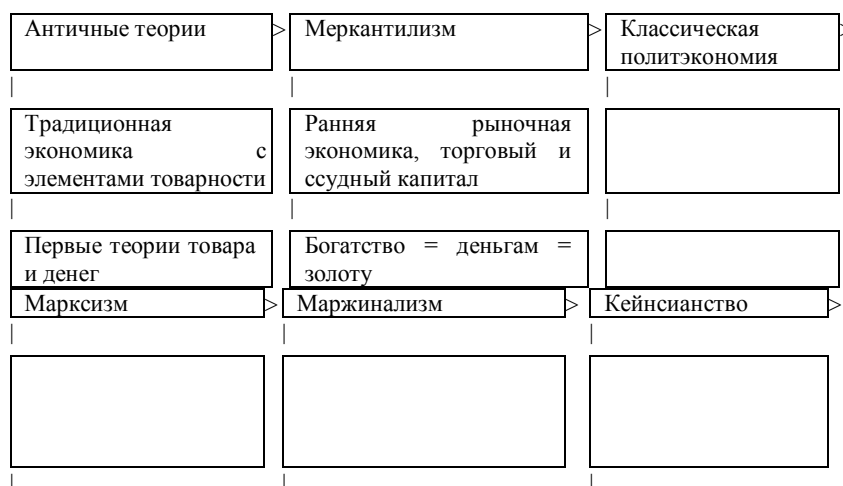 Античные теории > Меркантилизм > Классическая
политэкономия
| | |
Традиционная
экономика с
элементами товарности
Ранняя рыночная
экономика, торговый и
ссудный капитал
| | |
Первые теории товара
и денег
Богатство = деньгам =
золоту
Марксизм > Маржинализм > Кейнсианство >
| | |
| | |